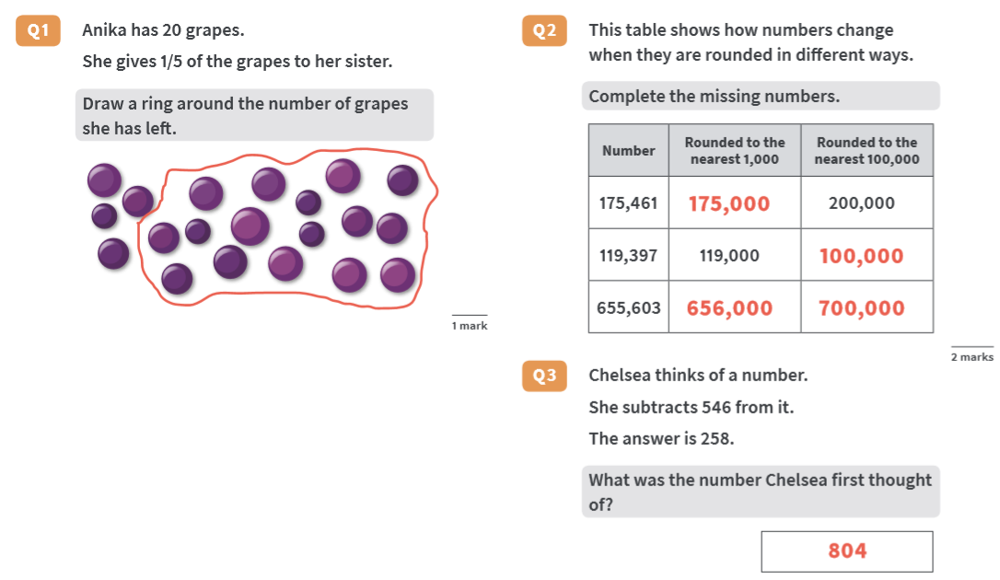 Q1
Anika has 20 grapes.
She gives 1/5 of the grapes to her sister.
Draw a ring around the number of grapes
she has left.
1 mark
Q2
This table shows how numbers change
when they are rounded in different ways.
Complete the missing numbers.
Number
Rounded to the
nearest 1,000
Rounded to the
nearest 100,000
175,461 175,000 200,000
119,397 119,000 100,000
655,603 656,000 700,000
2 marks
Q3
Chelsea thinks of a number.
She subtracts 546 from it.
The answer is 258.
What was the number Chelsea first thought
of?
804